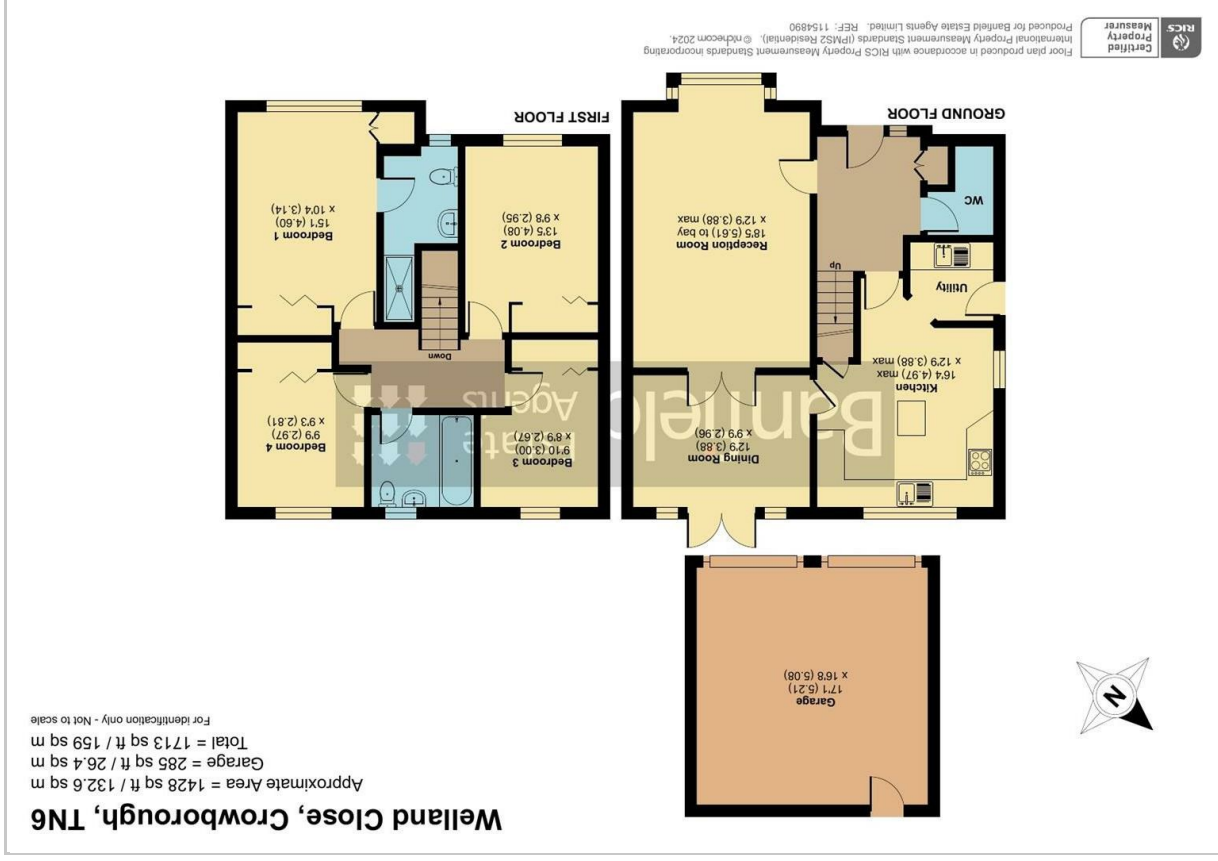 Welland Close, Crowborough, TN6
Approximate Area = 1428 sq ft / 132.6 sq m
Garage = 285 sq ft / 26.4 sq m
Total = 1713 sq ft / 159 sq m
For identification only - Not to scale
N
Garage
17'1 (5.21)
x 16'8 (5.08)
Kitchen
16'4 (4.97) max
x 12'9 (3.88) max
Dining Room
12'9 (3.88)
x 9'9 (2.96)
Utility
Up
WC
Reception Room
18'5 (5.61) to bay
x 12'9 (3.88) max
GROUND FLOOR
Bedroom 3
9'10 (3.00)
x 8'9 (2.67)
Bedroom 4
9'9 (2.97)
x 9'3 (2.81)
Down
Bedroom 2
13'5 (4.08)
x 9'8 (2.95)
Bedroom 1
15'1 (4.60)
x 10'4 (3.14)
FIRST FLOOR
Banfield
Estate
Agents
Certified
Property
Measurer
RICS
Floor plan produced in accordance with RICS Property Measurement Standards incorporating
International Property Measurement Standards (IPMS2 Residential). © nichecom 2024.
Produced for Banfield Estate Agents Limited. REF: 1154890